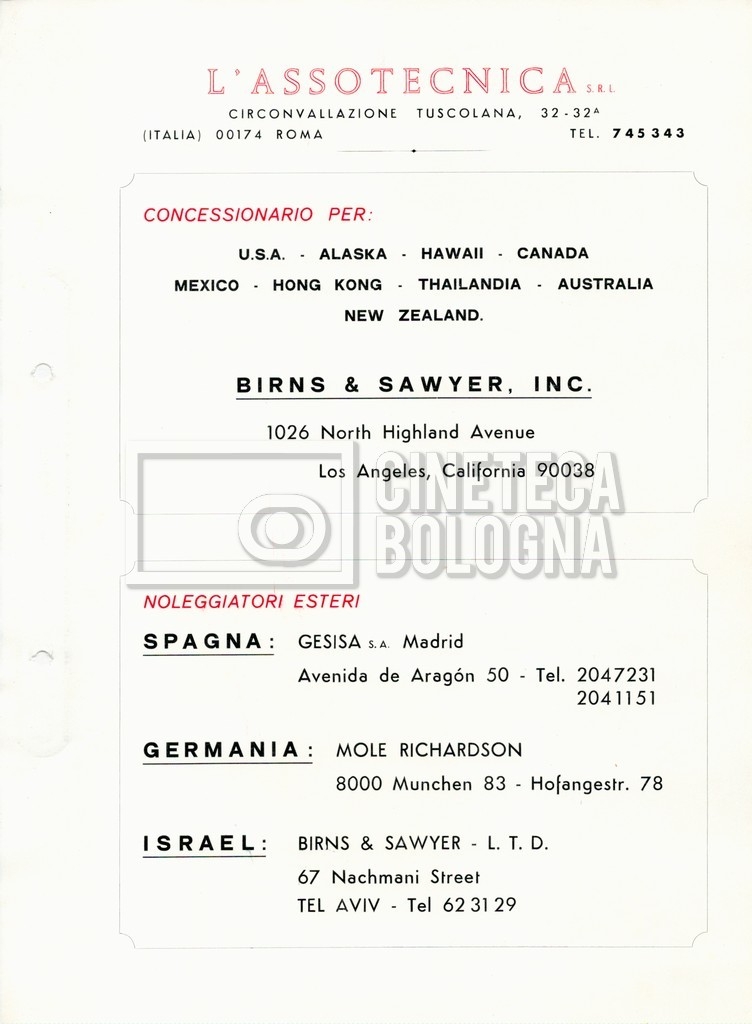 L'ASSOTECNICA S.R.L.
CIRCONVALLAZIONE TUSCOLANA, 32-32A
(ITALIA) 00174 ROMA TEL. 745343
CONCESSIONARIO PER:
U.S.A. - ALASKA - HAWAII - CANADA
MEXICO - HONG KONG - THAILANDIA - AUSTRALIA
NEW ZEALAND.
BIRNS & SAWYER, INC.
1026 North Highland Avenue
Los Angeles, California 90038
CINETECA
BOLOGNA
NOLEGGIATORI ESTERI
SPAGNA: GESISA S.A. Madrid
Avenida de Aragón 50 - Tel. 2047231
2041151
GERMANIA: MOLE RICHARDSON
8000 Munchen 83 - Hofangestr. 78
ISRAEL: BIRNS & SAWYER - L. T. D.
67 Nachmani Street
TEL AVIV - Tel 623129